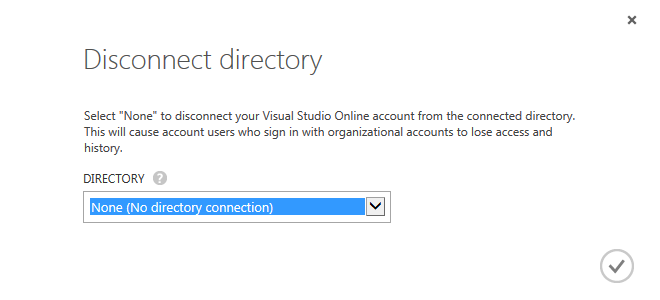 Disconnect directory
Select "None" to disconnect your Visual Studio Online account from the connected directory.
This will cause account users who sign in with organizational accounts to lose access and
history.
DIRECTORY ?
None (No directory connection)